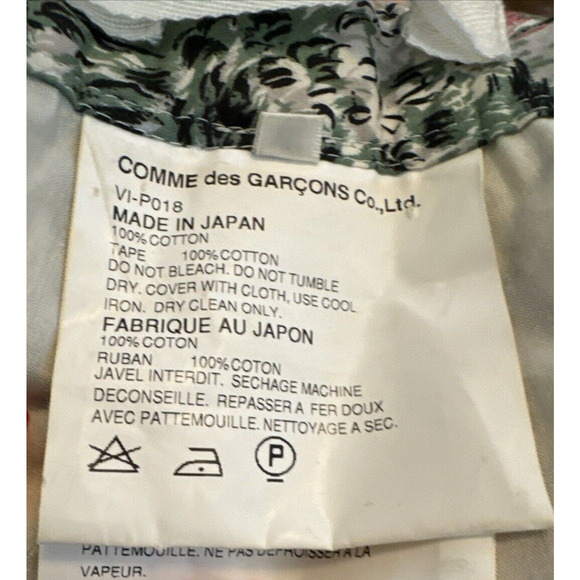 COMME des GARÇONS Co.,Ltd.
VI-P018
MADE IN JAPAN
100% COTTON
TAPE 100% COTTON
DO NOT BLEACH. DO NOT TUMBLE
DRY. COVER WITH CLOTH, USE COOL
IRON. DRY CLEAN ONLY.
FABRIQUE AU JAPON
100% COTON
RUBAN 100% COTON
JAVEL INTERDIT. SECHAGE MACHINE
DECONSEILLE. REPASSER A FER DOUX
AVEC PATTEMOUILLE. NETTOYAGE A SEC.
P
PATTEMOUILLE. NE PAS DEFROISSER A LA
VAPEUR.